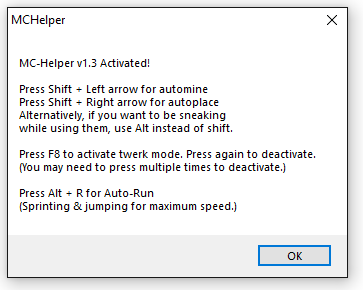 MCHelper
MC-Helper v1.3 Activated!
Press Shift + Left arrow for automine
Press Shift + Right arrow for autoplace
Alternatively, if you want to be sneaking
while using them, use Alt instead of shift.
Press F8 to activate twerk mode. Press again to deactivate.
(You may need to press multiple times to deactivate.)
Press Alt + R for Auto-Run
(Sprinting & jumping for maximum speed.)
OK